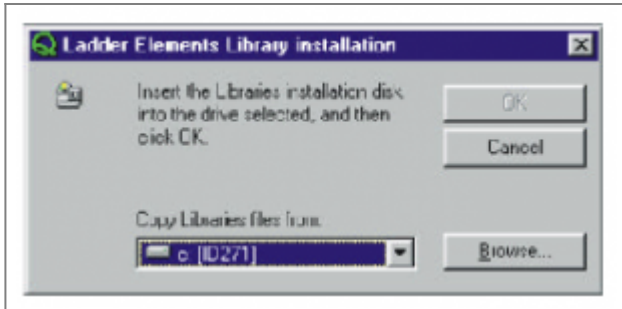 Ladder Elements Library installation
Insert the Libraries installation disk
into the drive selected, and then
click OK.
OK
Cancel
Copy Libraries files from:
c: [ID271]
Browse...